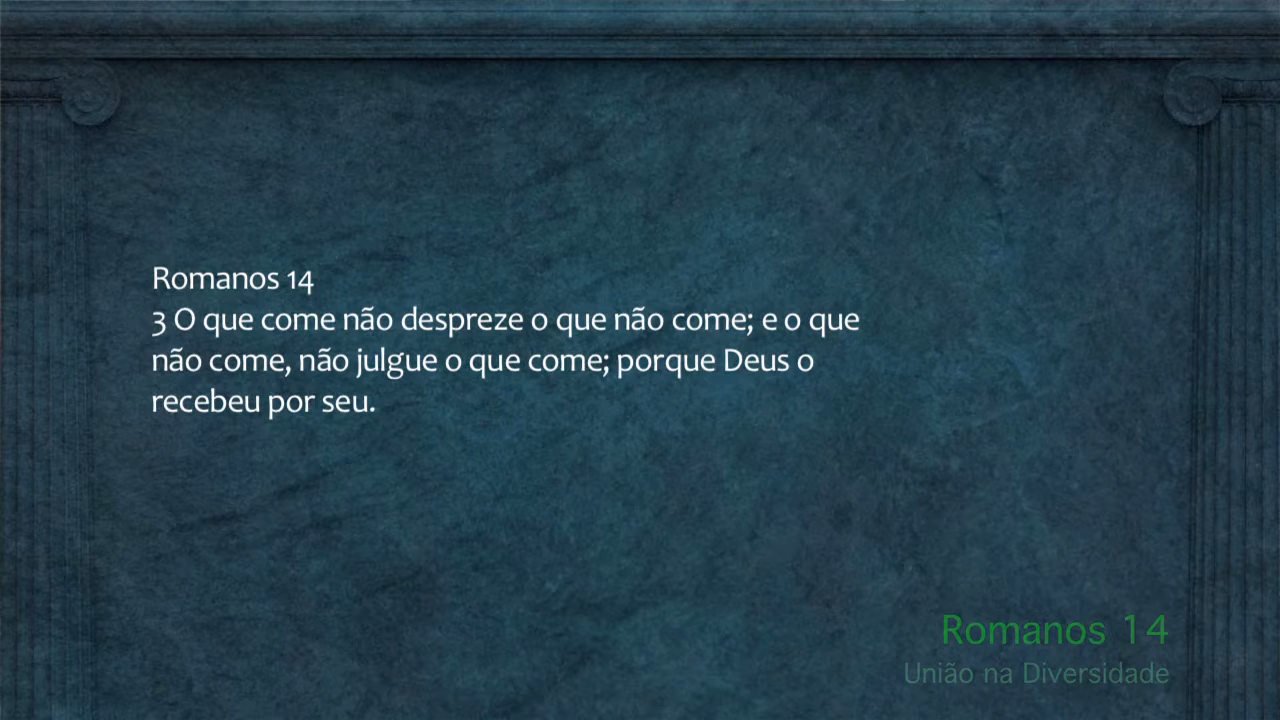 Romanos 14
3 O que come não despreze o que não come; e o que
não come, não julgue o que come; porque Deus o
recebeu por seu.
Romanos 14
União na Diversidade